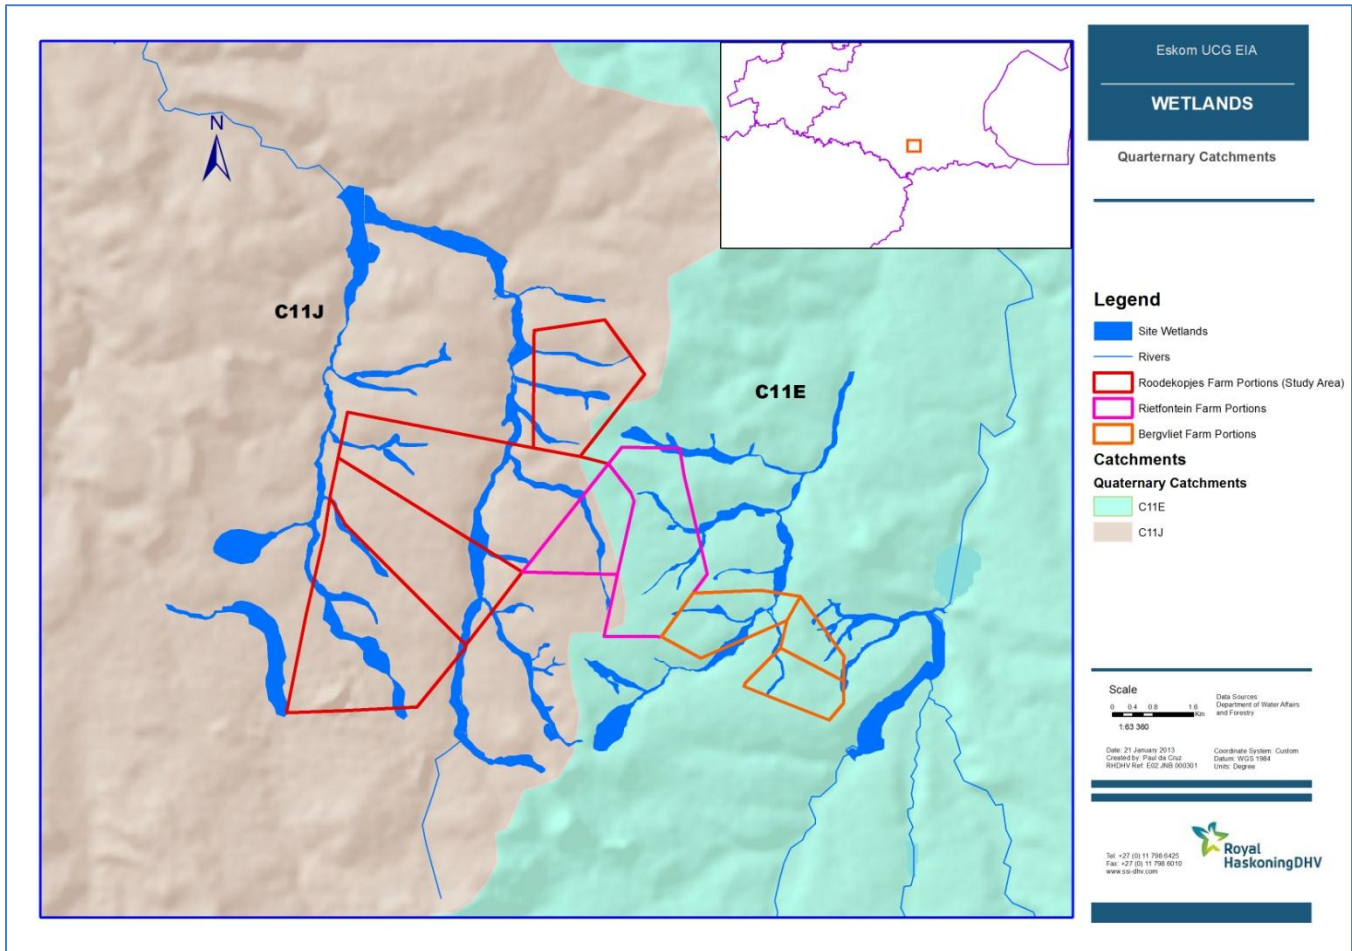 Eskom UCG EIA
WETLANDS
Quarternary Catchments
N
C11J
C11E
Legend
Site Wetlands
Rivers
Roodekopjes Farm Portions (Study Area)
Rietfontein Farm Portions
Bergvliet Farm Portions
Catchments
Quaternary Catchments
C11E
C11J
Scale
0 0.4 0.8 1.6
Km
1:63 360
Data Sources:
Department of Water Affairs
and Forestry
Date: 21 January 2013
Created by: Paul da Cruz
RHDHV Ref: E02.JNB.000301
Coordinate System: Custom
Datum: WGS 1984
Units: Degree
Tel: +27 (0) 11 798 6425
Fax: +27 (0) 11 798 6010
www.ssi-dhv.com
Royal
HaskoningDHV